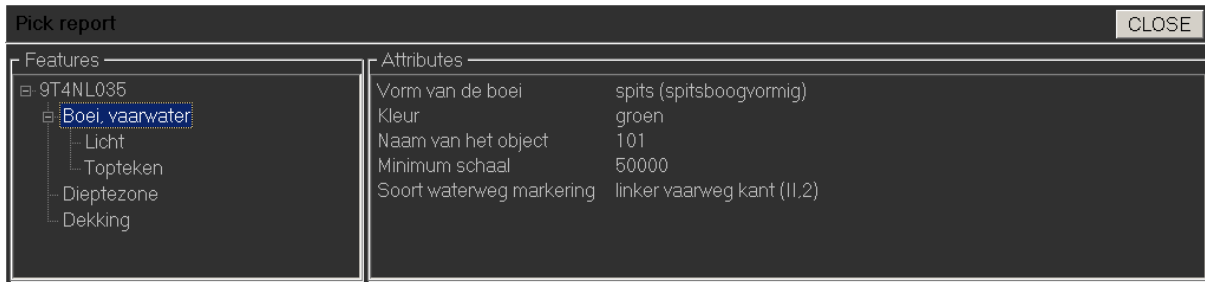 Pick report
CLOSE
Features
9T4NL035
Boei, vaarwater
Licht
Topteken
Dieptezone
Dekking
Attributes
Vorm van de boei spits (spitsboogvormig)
Kleur groen
Naam van het object 101
Minimum schaal 50000
Soort waterweg markering linker vaarweg kant (II,2)